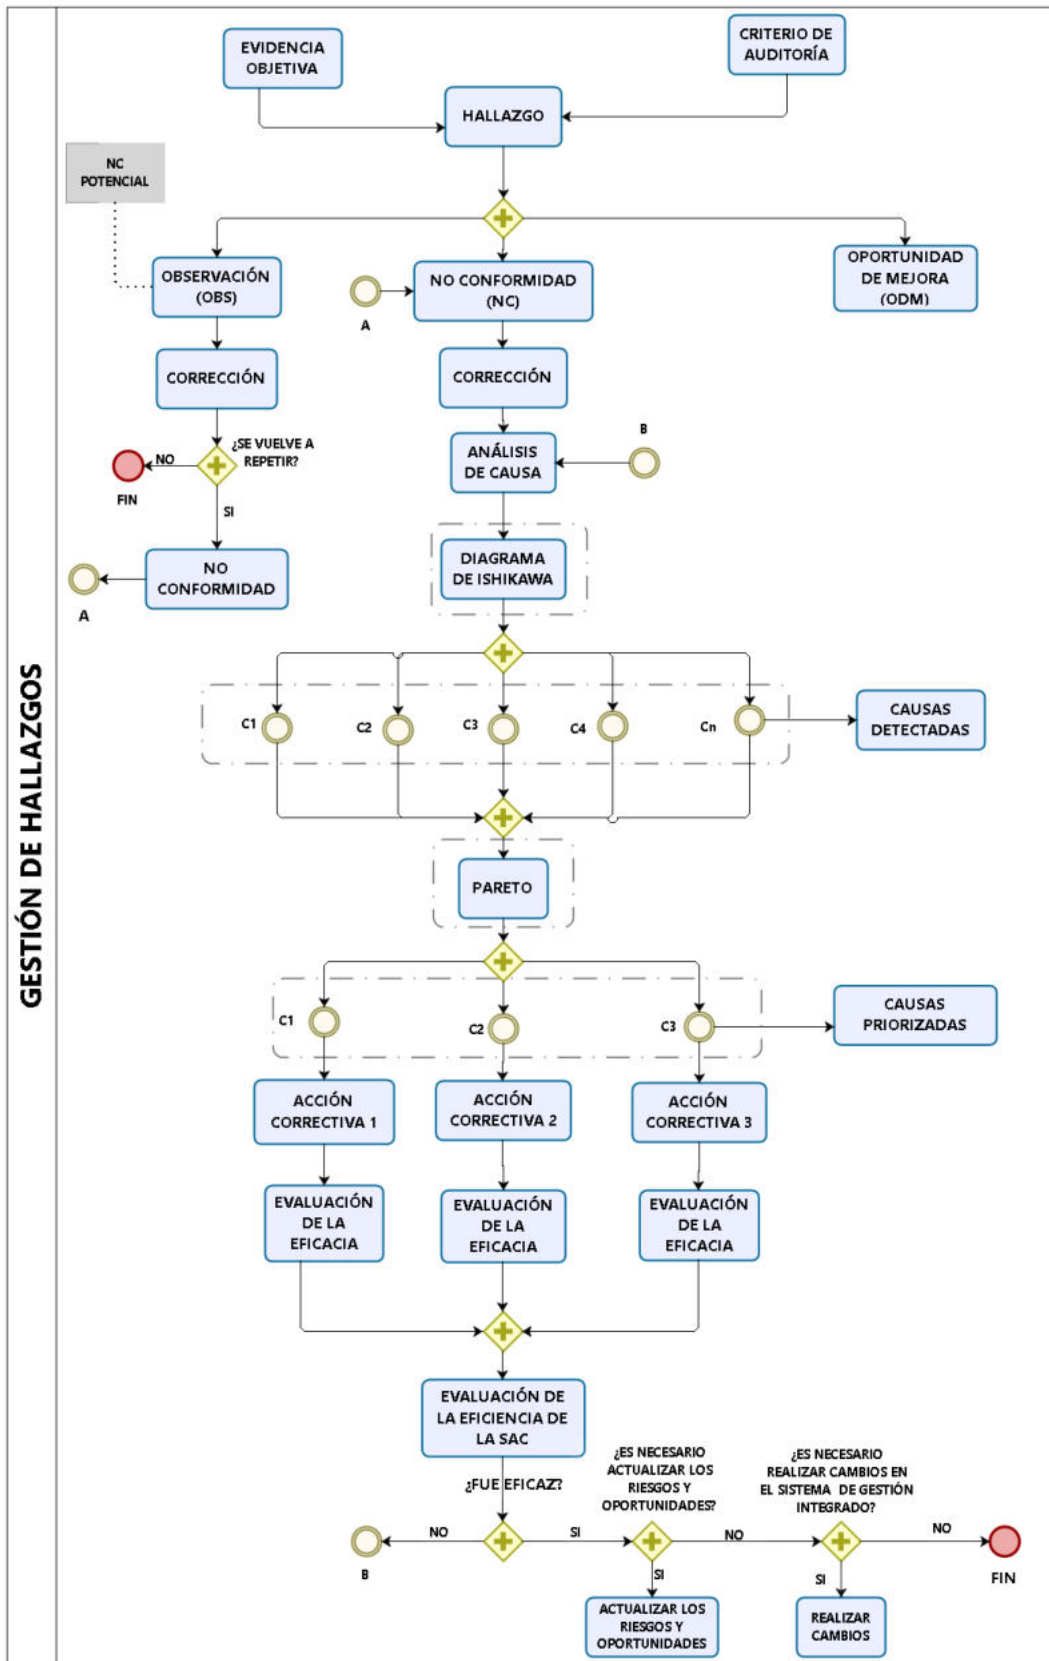 GESTIÓN DE HALLAZGOS
EVIDENCIA
OBJETIVA
CRITERIO DE
AUDITORÍA
HALLAZGO
NC
POTENCIAL
OBSERVACIÓN
(OBS)
A
NO CONFORMIDAD
(NC)
OPORTUNIDAD
DE MEJORA
(ODM)
CORRECCIÓN
CORRECCIÓN
¿SE VUELVE A
REPETIR?
NO
FIN
SI
ANÁLISIS
DE CAUSA
B
NO
CONFORMIDAD
A
DIAGRAMA
DE ISHIKAWA
C1
C2
C3
C4
Cn
CAUSAS
DETECTADAS
PARETO
C1
C2
C3
CAUSAS
PRIORIZADAS
ACCIÓN
CORRECTIVA 1
ACCIÓN
CORRECTIVA 2
ACCIÓN
CORRECTIVA 3
EVALUACIÓN
DE LA
EFICACIA
EVALUACIÓN
DE LA
EFICACIA
EVALUACIÓN
DE LA
EFICACIA
EVALUACIÓN DE
LA EFICIENCIA DE
LA SAC
¿FUE EFICAZ?
¿ES NECESARIO
ACTUALIZAR LOS
RIESGOS Y
OPORTUNIDADES?
¿ES NECESARIO
REALIZAR CAMBIOS EN
EL SISTEMA DE GESTIÓN
INTEGRADO?
B
NO
SI
NO
NO
FIN
SI
SI
ACTUALIZAR LOS
RIESGOS Y
OPORTUNIDADES
REALIZAR
CAMBIOS